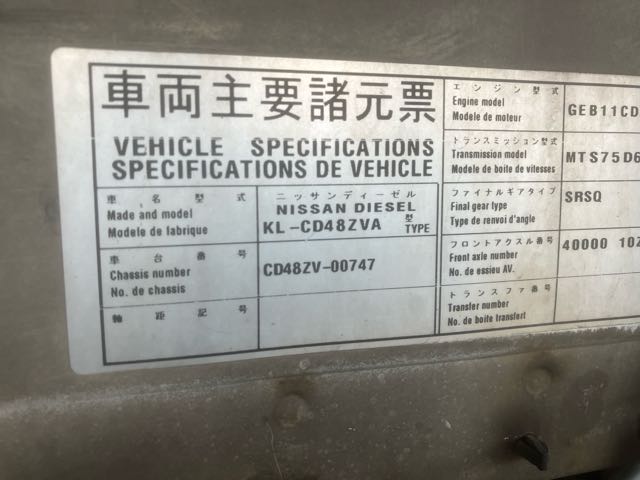 車両主要諸元票
VEHICLE SPECIFICATIONS
SPECIFICATIONS DE VEHICLE
車名型式
Made and model
Modele de fabrique
ニッサンディーゼル
NISSAN DIESEL
KL-CD48ZVA 型 TYPE
車台番号
Chassis number
No. de chassis
CD48ZV-00747
軸距記号
エンジン型式
Engine model
Modele de moteur
GEB11CD
トランスミッション型式
Transmission model
Modele de boite de vitesses
MTS75D6
ファイナルギアタイプ
Final gear type
Type de renvoi d'angle
SRSQ
フロントアクスル番号
Front axle number
No. de essieu AV.
40000 10Z
トランスファ番号
Transfer number
No. de boite transfert